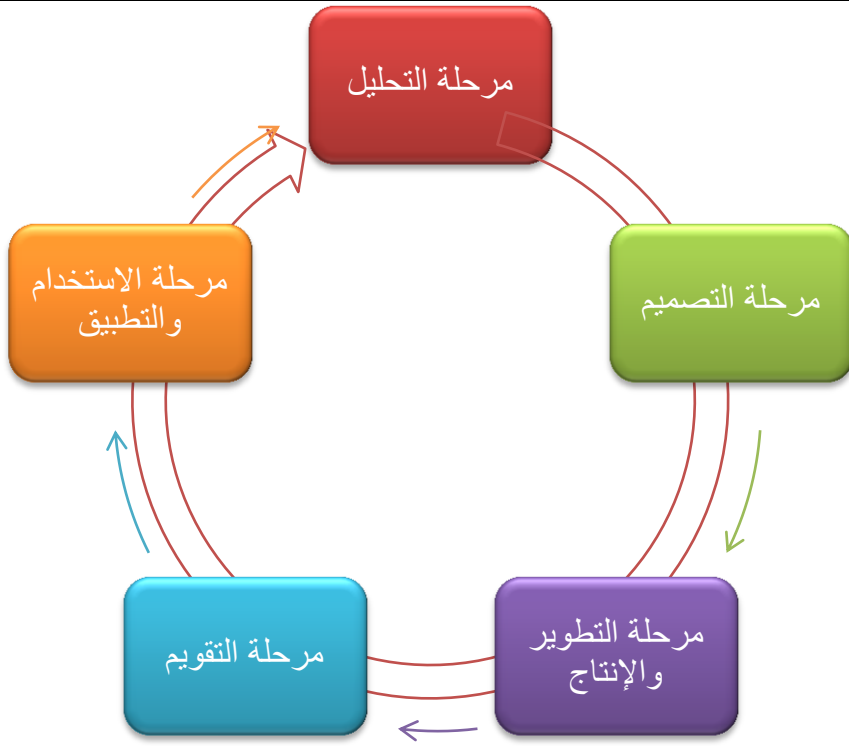 مرحلة التحليل
مرحلة التصميم
مرحلة التطوير
والإنتاج
مرحلة التقويم
مرحلة الاستخدام
والتطبيق